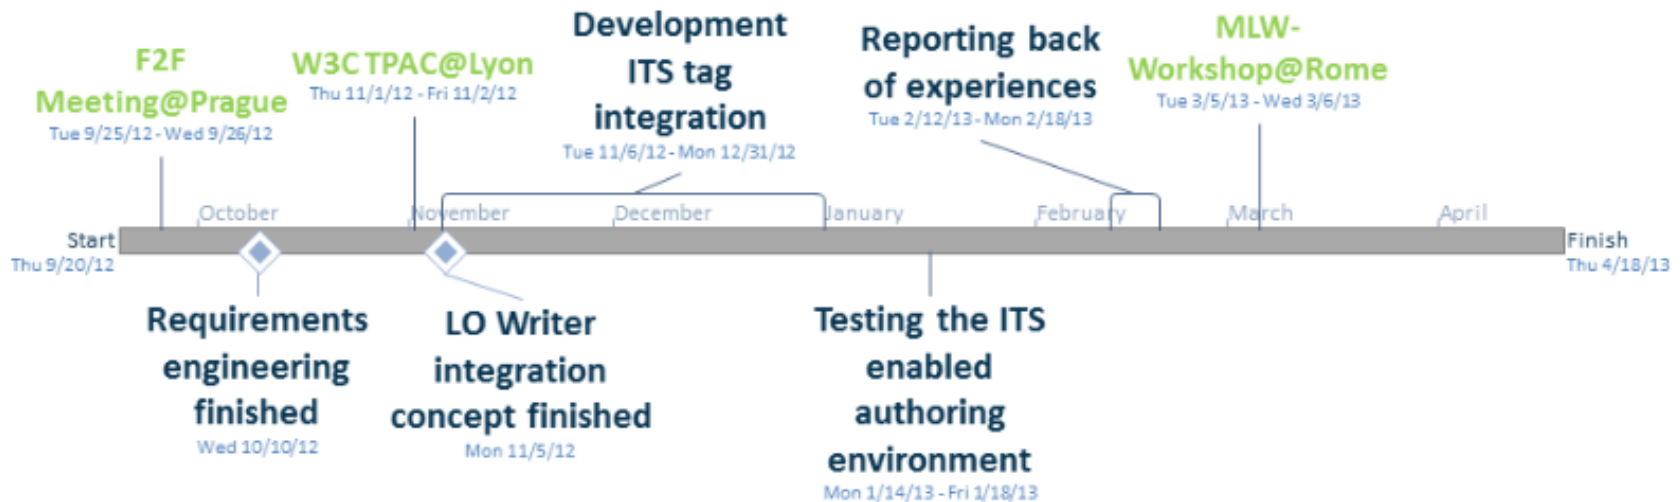 F2F
Meeting@Prague
Tue 9/25/12 - Wed 9/26/12
W3C TPAC@Lyon
Thu 11/1/12 - Fri 11/2/12
Development
ITS tag
integration
Tue 11/6/12 - Mon 12/31/12
Reporting back
of experiences
Tue 2/12/13 - Mon 2/18/13
MLW-
Workshop@Rome
Tue 3/5/13 - Wed 3/6/13
October
November
December
January
February
March
April
Start
Thu 9/20/12
Finish
Thu 4/18/13
Requirements
engineering
finished
Wed 10/10/12
LO Writer
integration
concept finished
Mon 11/5/12
Testing the ITS
enabled
authoring
environment
Mon 1/14/13 - Fri 1/18/13